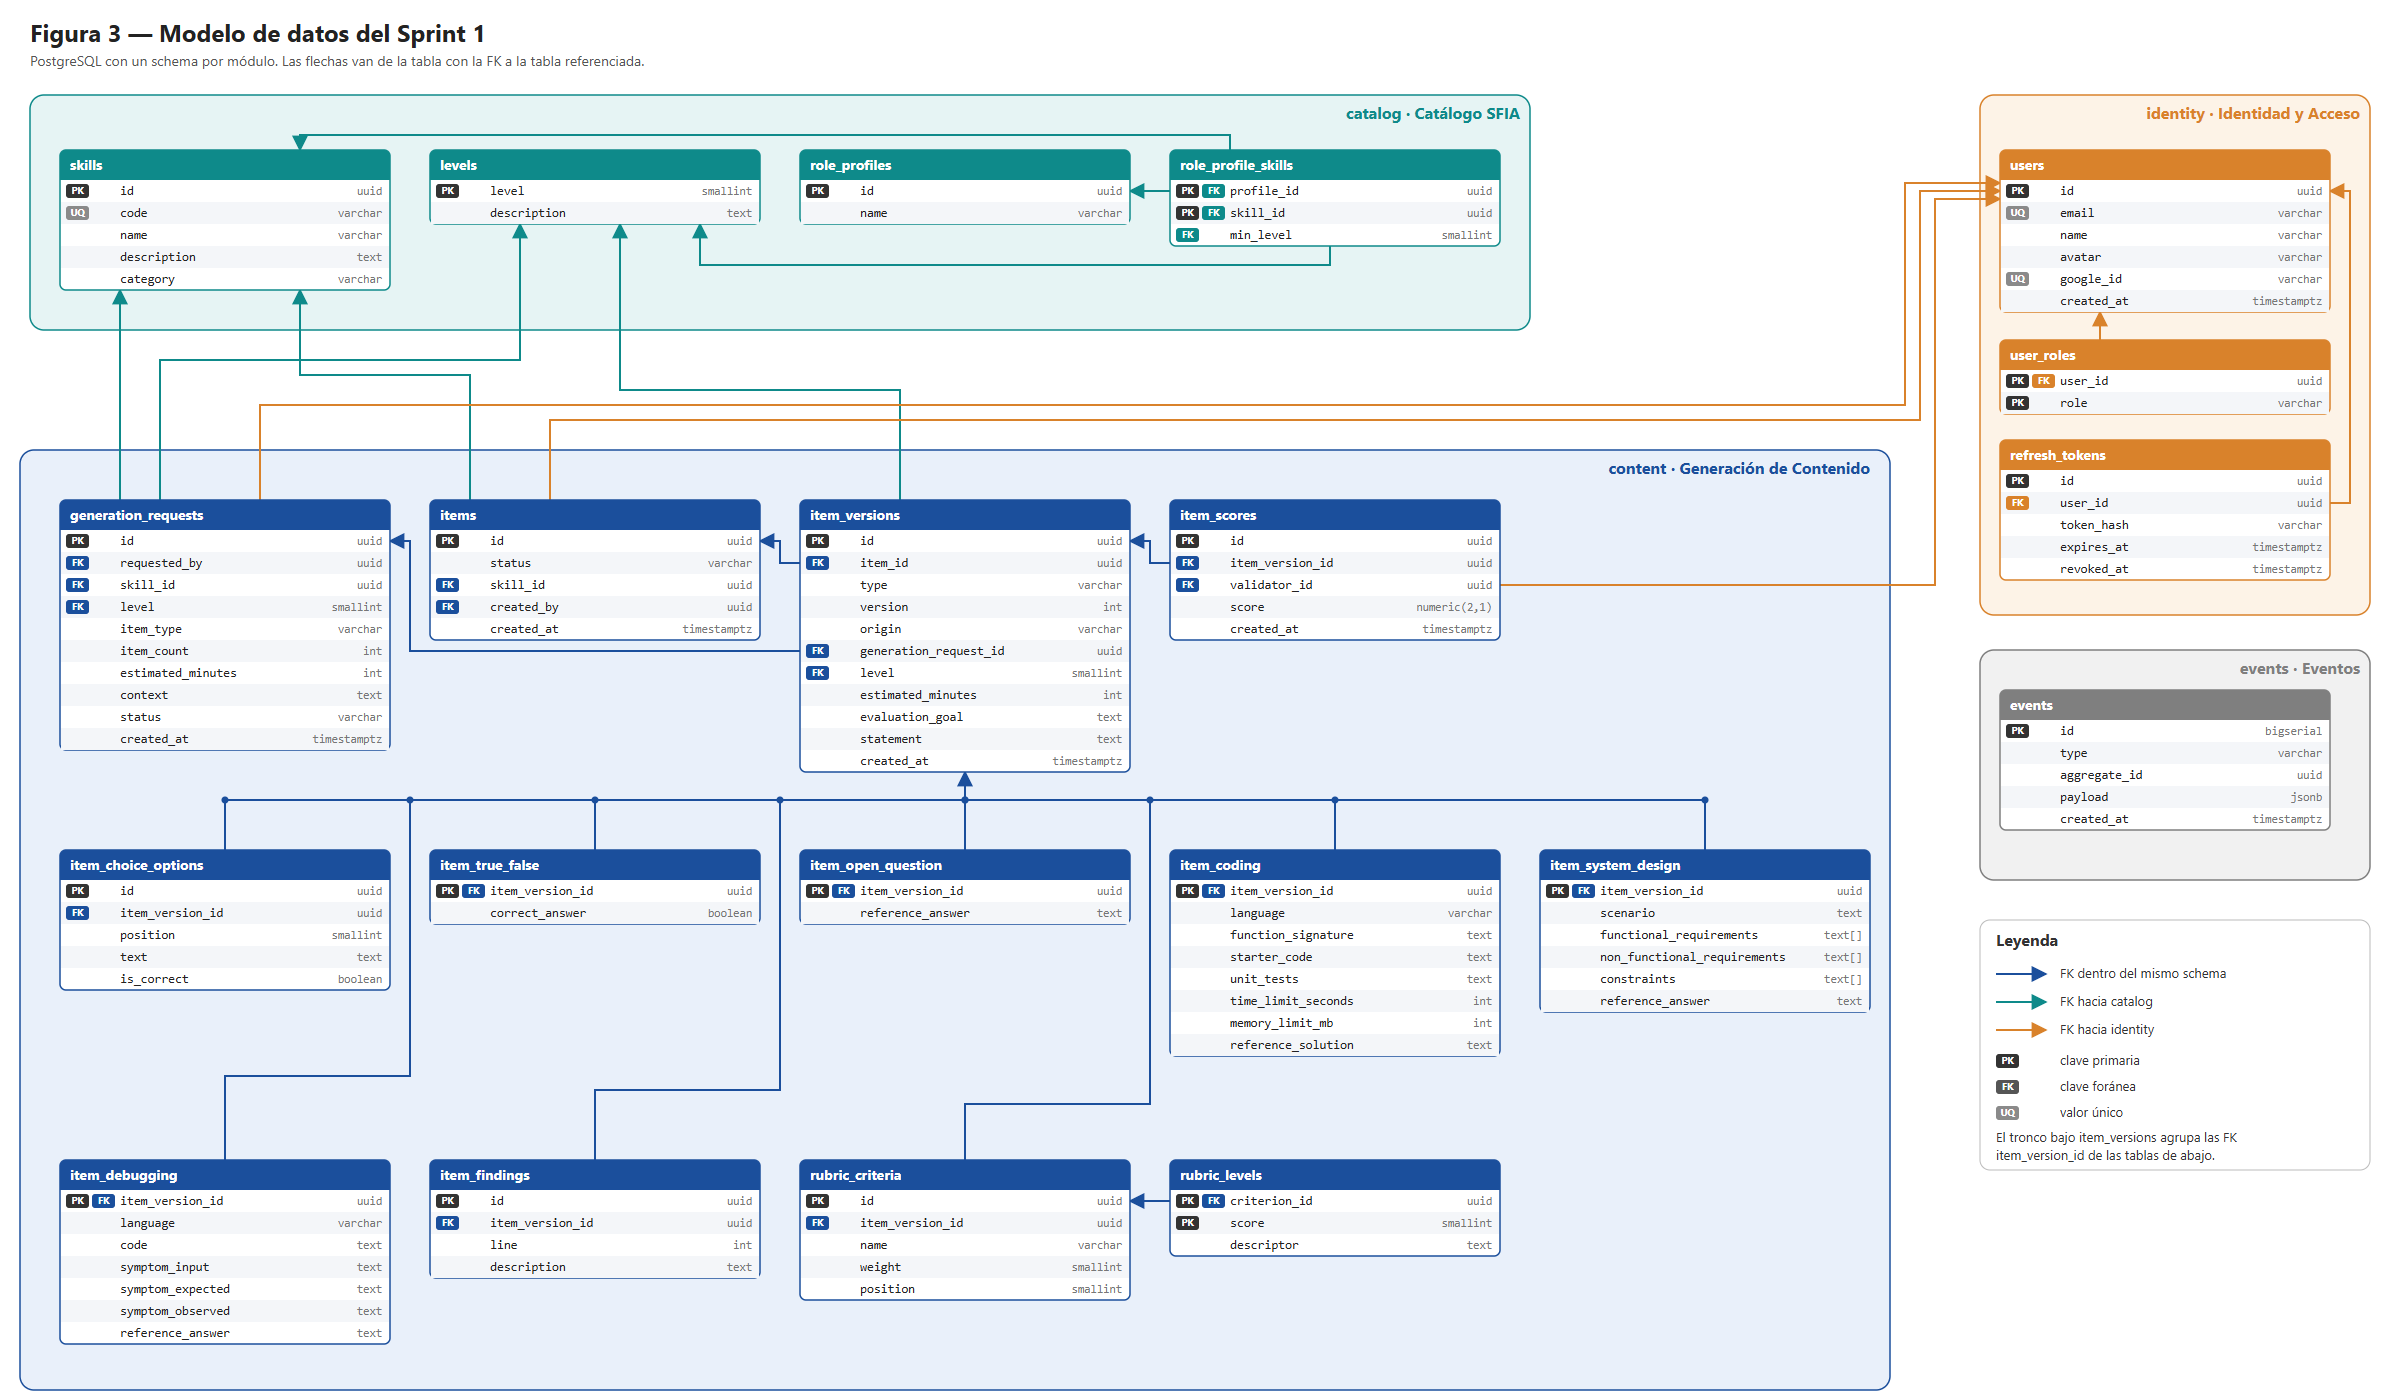 Figura 3 — Modelo de datos del Sprint 1
PostgreSQL con un schema por módulo. Las flechas van de la tabla con la FK a la tabla referenciada.
catalog · Catálogo SFIA
skills
PK id uuid
UQ code varchar
name varchar
description text
category varchar
levels
PK level smallint
description text
role_profiles
PK id uuid
name varchar
role_profile_skills
PK FK profile_id uuid
PK FK skill_id uuid
FK min_level smallint
identity · Identidad y Acceso
users
PK id uuid
UQ email varchar
name varchar
avatar varchar
UQ google_id varchar
created_at timestamptz
user_roles
PK FK user_id uuid
PK role varchar
refresh_tokens
PK id uuid
FK user_id uuid
token_hash varchar
expires_at timestamptz
revoked_at timestamptz
content · Generación de Contenido
generation_requests
PK id uuid
FK requested_by uuid
FK skill_id uuid
FK level smallint
item_type varchar
item_count int
estimated_minutes int
context text
status varchar
created_at timestamptz
items
PK id uuid
status varchar
FK skill_id uuid
FK created_by uuid
created_at timestamptz
item_versions
PK id uuid
FK item_id uuid
type varchar
version int
origin varchar
FK generation_request_id uuid
FK level smallint
estimated_minutes int
evaluation_goal text
statement text
created_at timestamptz
item_scores
PK id uuid
FK item_version_id uuid
FK validator_id uuid
score numeric(2,1)
created_at timestamptz
events · Eventos
events
PK id bigserial
type varchar
aggregate_id uuid
payload jsonb
created_at timestamptz
item_choice_options
PK id uuid
FK item_version_id uuid
position smallint
text text
is_correct boolean
item_true_false
PK FK item_version_id uuid
correct_answer boolean
item_open_question
PK FK item_version_id uuid
reference_answer text
item_coding
PK FK item_version_id uuid
language varchar
function_signature text
starter_code text
unit_tests text
time_limit_seconds int
memory_limit_mb int
reference_solution text
item_system_design
PK FK item_version_id uuid
scenario text
functional_requirements text[]
non_functional_requirements text[]
constraints text[]
reference_answer text
item_debugging
PK FK item_version_id uuid
language varchar
code text
symptom_input text
symptom_expected text
symptom_observed text
reference_answer text
item_findings
PK id uuid
FK item_version_id uuid
line int
description text
rubric_criteria
PK id uuid
FK item_version_id uuid
name varchar
weight smallint
position smallint
rubric_levels
PK FK criterion_id uuid
PK score smallint
descriptor text
Leyenda
FK dentro del mismo schema
FK hacia catalog
FK hacia identity
PK clave primaria
FK clave foránea
UQ valor único
El tronco bajo item_versions agrupa las FK
item_version_id de las tablas de abajo.